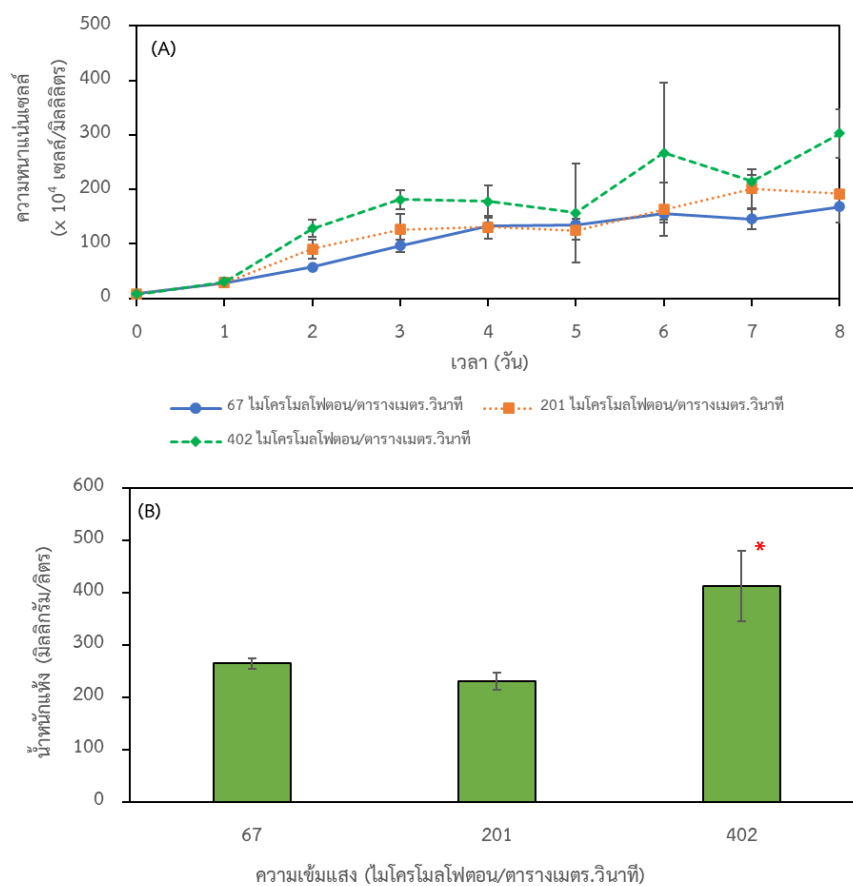 (A)
ความหนาแน่นเซลล์
(x 10⁴ เซลล์/มิลลิลิตร)
500
400
300
200
100
0
0 1 2 3 4 5 6 7 8
เวลา (วัน)
67 ไมโครโมลโฟตอน/ตารางเมตร.วินาที
201 ไมโครโมลโฟตอน/ตารางเมตร.วินาที
402 ไมโครโมลโฟตอน/ตารางเมตร.วินาที
(B)
น้ำหนักแห้ง (มิลลิกรัม/ลิตร)
600
500
400
300
200
100
0
*
67 201 402
ความเข้มแสง (ไมโครโมลโฟตอน/ตารางเมตร.วินาที)